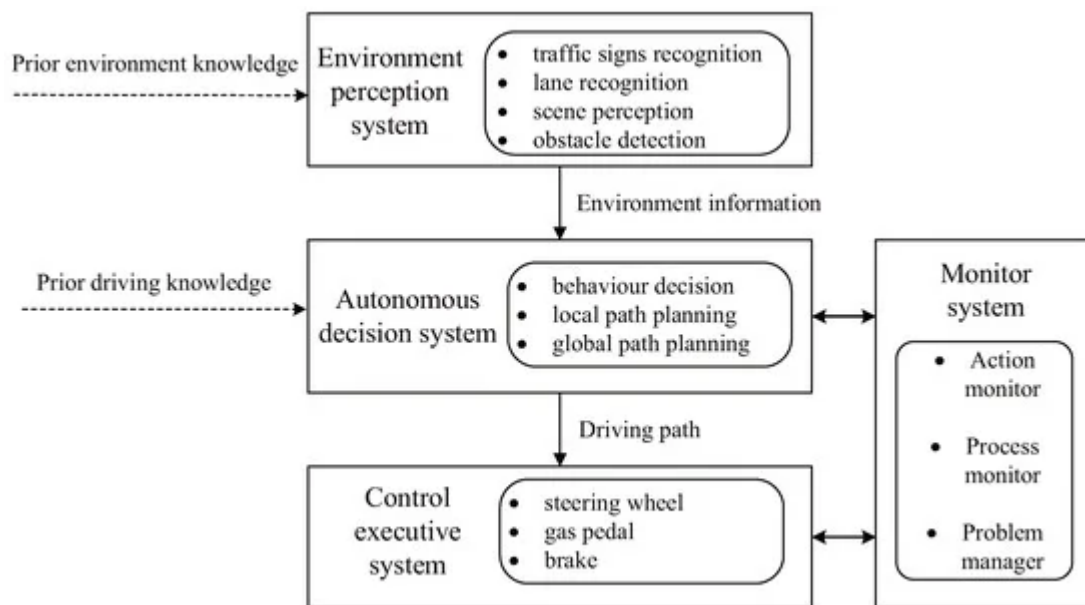 Prior environment knowledge
Environment
perception
system
• traffic signs recognition
• lane recognition
• scene perception
• obstacle detection
Environment information
Prior driving knowledge
Autonomous
decision system
• behaviour decision
• local path planning
• global path planning
Monitor
system
• Action
monitor
• Process
monitor
• Problem
manager
Driving path
Control
executive
system
• steering wheel
• gas pedal
• brake